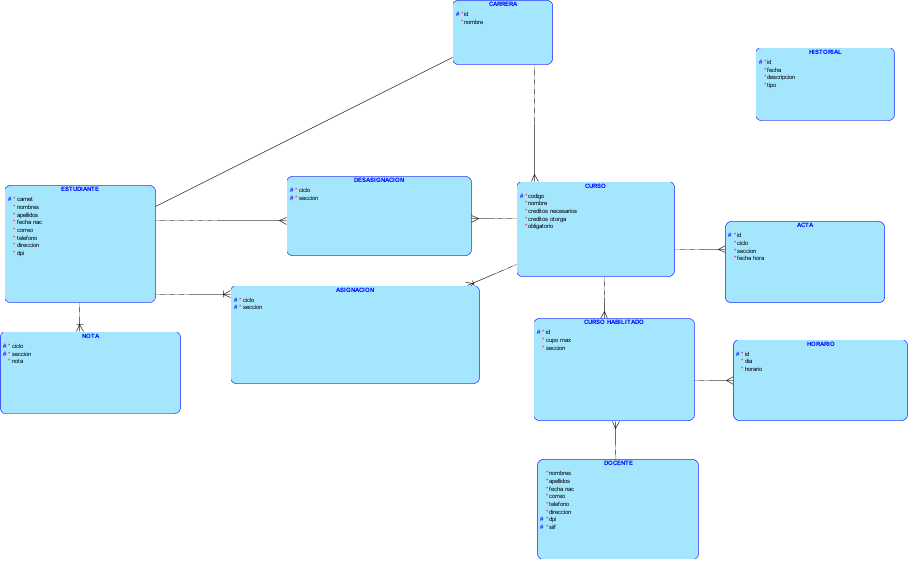 CARRERA
# * id
* nombre
HISTORIAL
# * id
* fecha
* descripcion
* tipo
ESTUDIANTE
# * carnet
* nombres
* apellidos
* fecha nac
* correo
* telefono
* direccion
* dpi
DESASIGNACION
# * ciclo
# * seccion
CURSO
# * codigo
* nombre
* creditos necesarios
* creditos otorga
* obligatorio
ACTA
# * id
* ciclo
* seccion
* fecha hora
ASIGNACION
# * ciclo
# * seccion
NOTA
# * ciclo
# * seccion
* nota
CURSO HABILITADO
# * id
* cupo max
* seccion
HORARIO
# * id
* dia
* horario
DOCENTE
* nombres
* apellidos
* fecha nac
* correo
* telefono
* direccion
# * dpi
# * siif